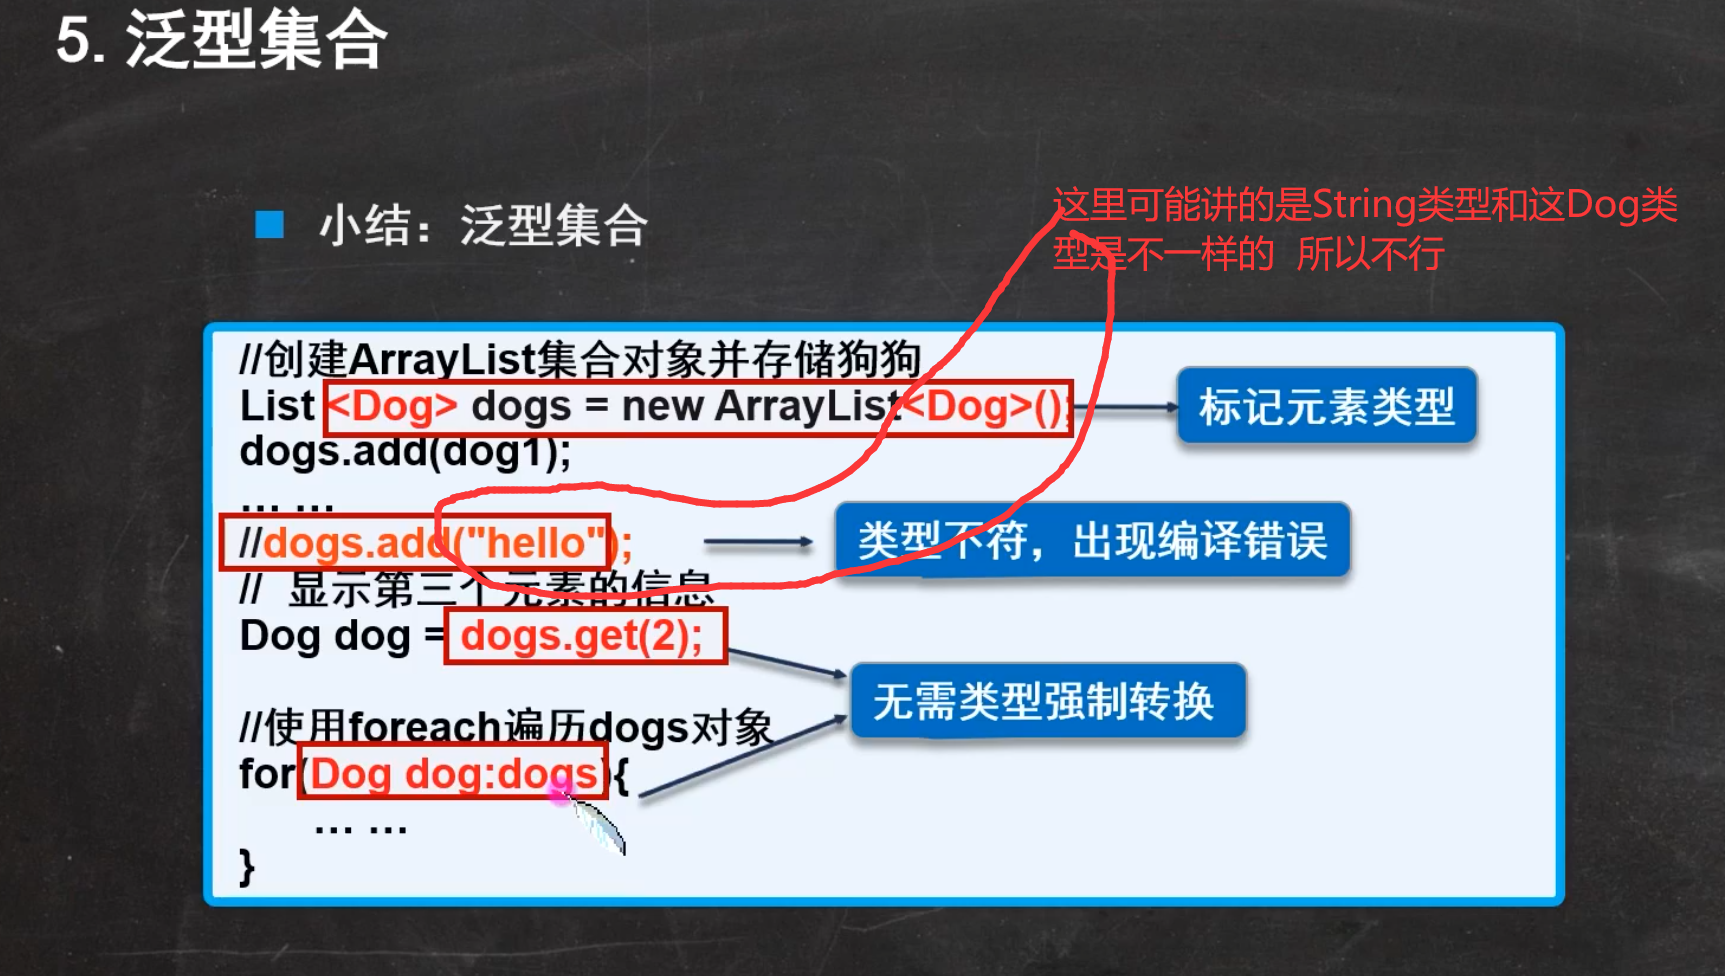 5. 泛型集合
小结：泛型集合
这里可能讲的是String类型和这Dog类
型是不一样的 所以不行
//创建ArrayList集合对象并存储狗狗
List <Dog> dogs = new ArrayList<Dog>();
标记元素类型
dogs.add(dog1);
... ...
//dogs.add("hello");
类型不符，出现编译错误
// 显示第三个元素的信息
Dog dog = dogs.get(2);
无需类型强制转换
//使用foreach遍历dogs对象
for(Dog dog:dogs){
... ...
}